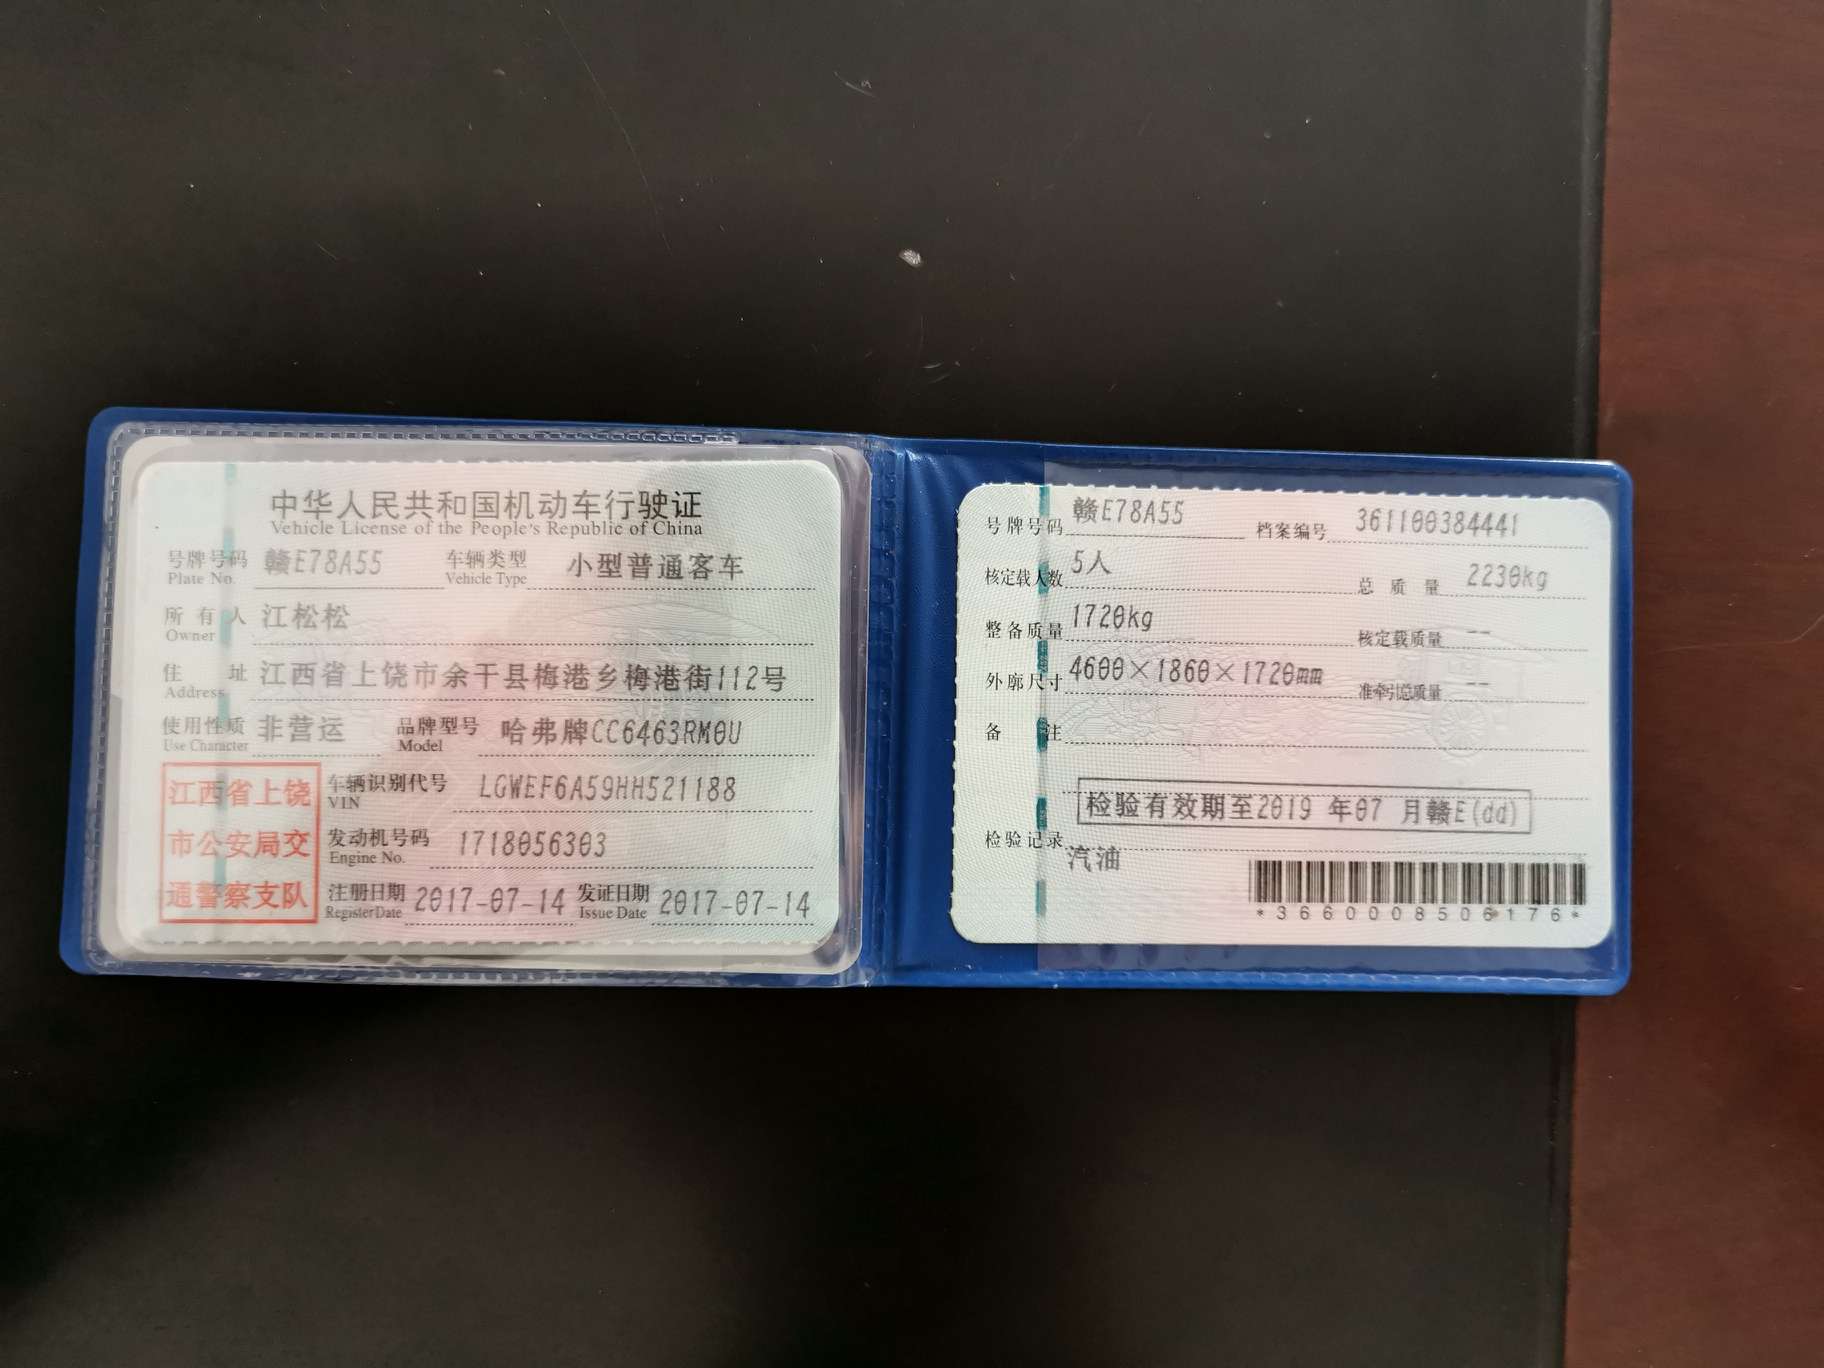 中华人民共和国机动车行驶证
Vehicle License of the People's Republic of China
号牌号码 赣E78A55 车辆类型 小型普通客车
Plate No. Vehicle Type
所有人 江松松
Owner
住址 江西省上饶市余干县梅港乡梅港街112号
Address
使用性质 非营运 品牌型号 哈弗牌CC6463RM0U
Use Character Model
江西省上饶
市公安局交
通警察支队
车辆识别代号 LGWEF6A59HH521188
VIN
发动机号码 1718056303
Engine No.
注册日期 2017-07-14 发证日期 2017-07-14
Register Date Issue Date
号牌号码 赣E78A55 档案编号 361100384441
核定载人数 5人 总质量 2230kg
整备质量 1720kg 核定载质量 --
外廓尺寸 4600×1860×1720mm 准牵引总质量 --
备注
检验有效期至2019 年07 月赣E(dd)
检验记录
汽油
*3660008506176*